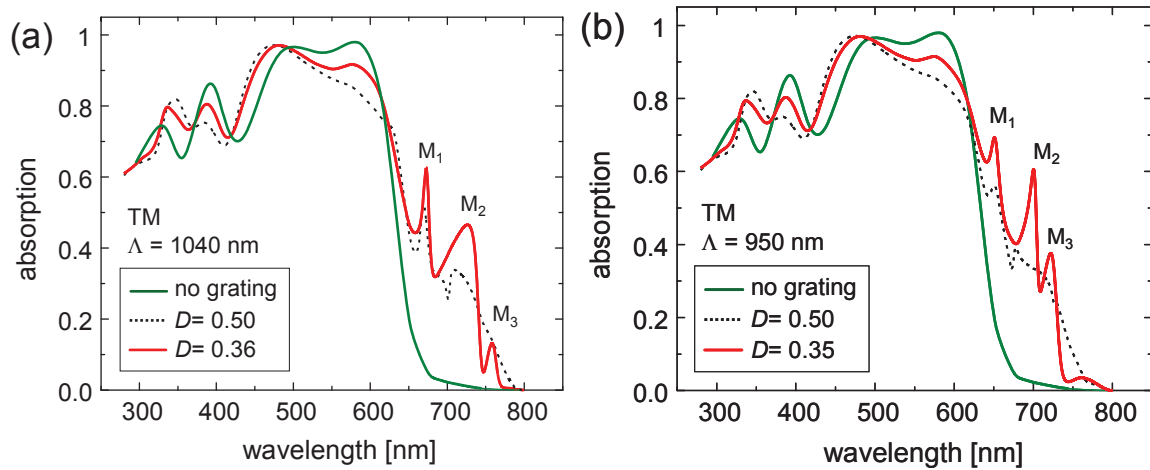 (a)
1.0
0.8
0.6
0.4
0.2
0.0
absorption
M1
M2
M3
TM
Λ = 1040 nm
no grating
D= 0.50
D= 0.36
300 400 500 600 700 800
wavelength [nm]
(b)
1.0
0.8
0.6
0.4
0.2
0.0
absorption
M1
M2
M3
TM
Λ = 950 nm
no grating
D= 0.50
D= 0.35
300 400 500 600 700 800
wavelength [nm]